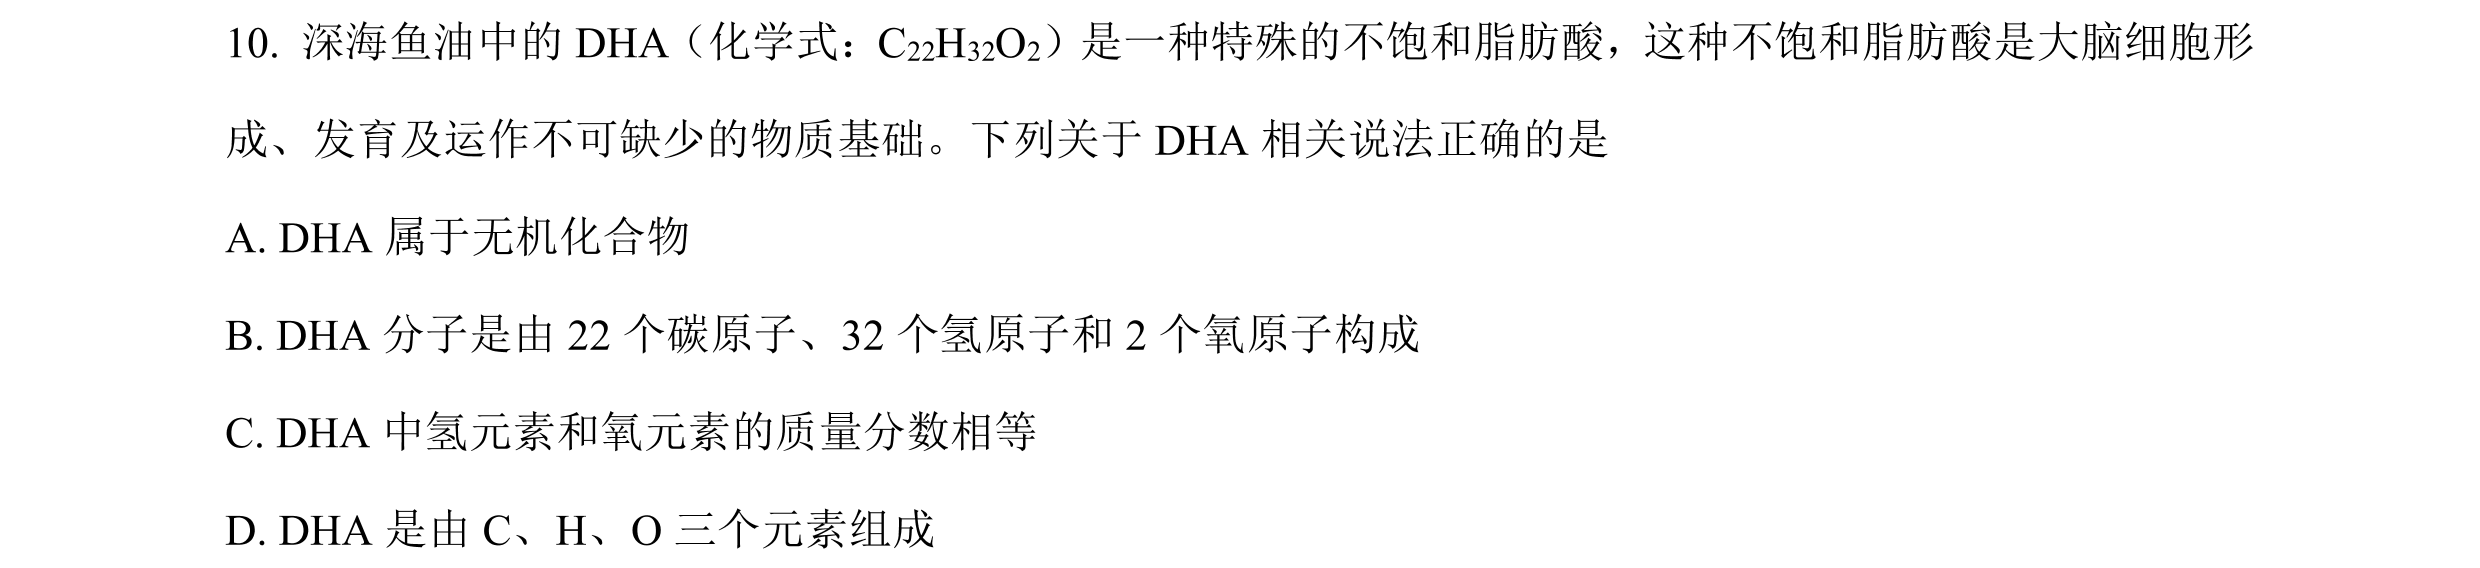 10. 深海鱼油中的 DHA（化学式：C₂₂H₃₂O₂）是一种特殊的不饱和脂肪酸，这种不饱和脂肪酸是大脑细胞形
成、发育及运作不可缺少的物质基础。下列关于 DHA 相关说法正确的是
A. DHA 属于无机化合物
B. DHA 分子是由 22 个碳原子、32 个氢原子和 2 个氧原子构成
C. DHA 中氢元素和氧元素的质量分数相等
D. DHA 是由 C、H、O 三个元素组成